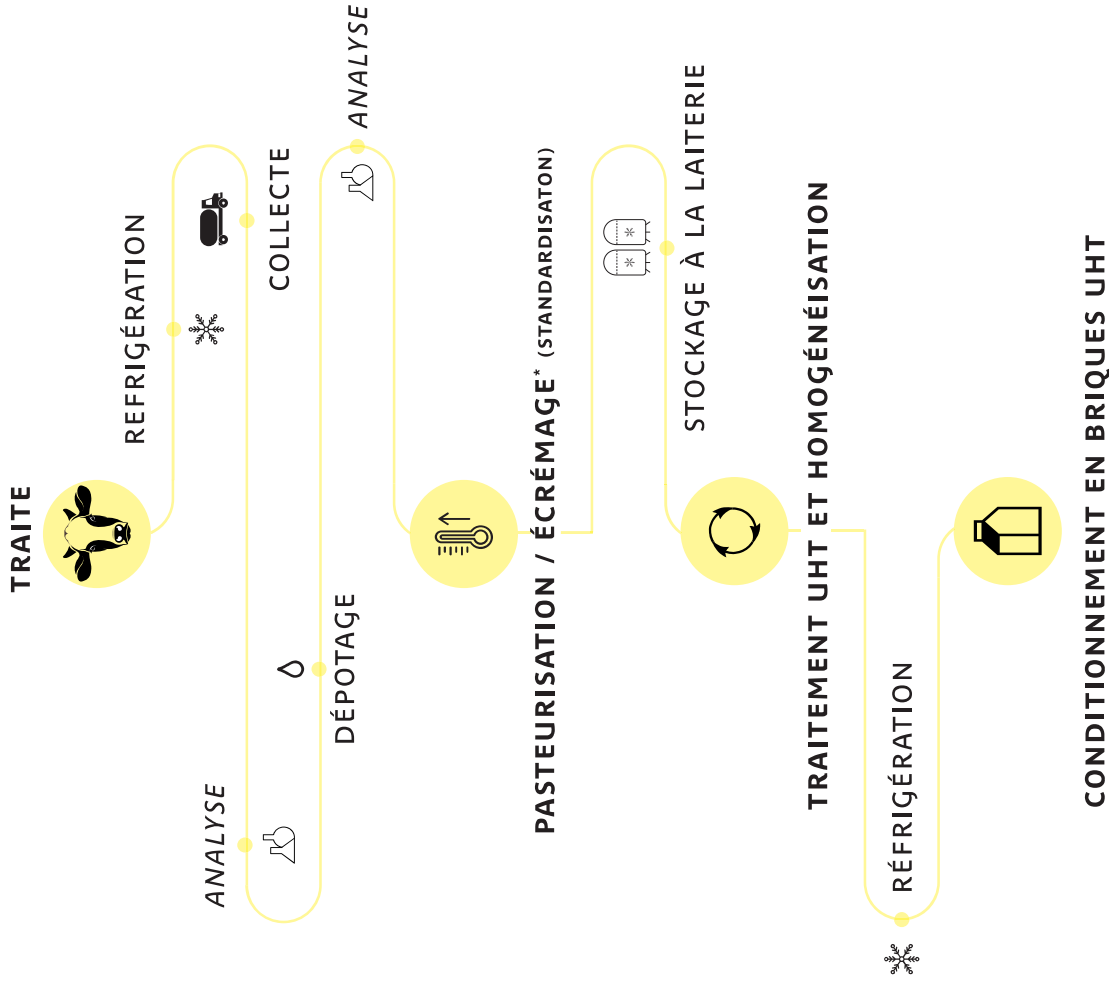 TRAITE
REFRIGÉRATION
COLLECTE
ANALYSE
DÉPOTAGE
ANALYSE
PASTEURISATION / ÉCRÉMAGE* (STANDARDISATON)
STOCKAGE À LA LAITERIE
TRAITEMENT UHT ET HOMOGÉNÉISATION
RÉFRIGÉRATION
CONDITIONNEMENT EN BRIQUES UHT